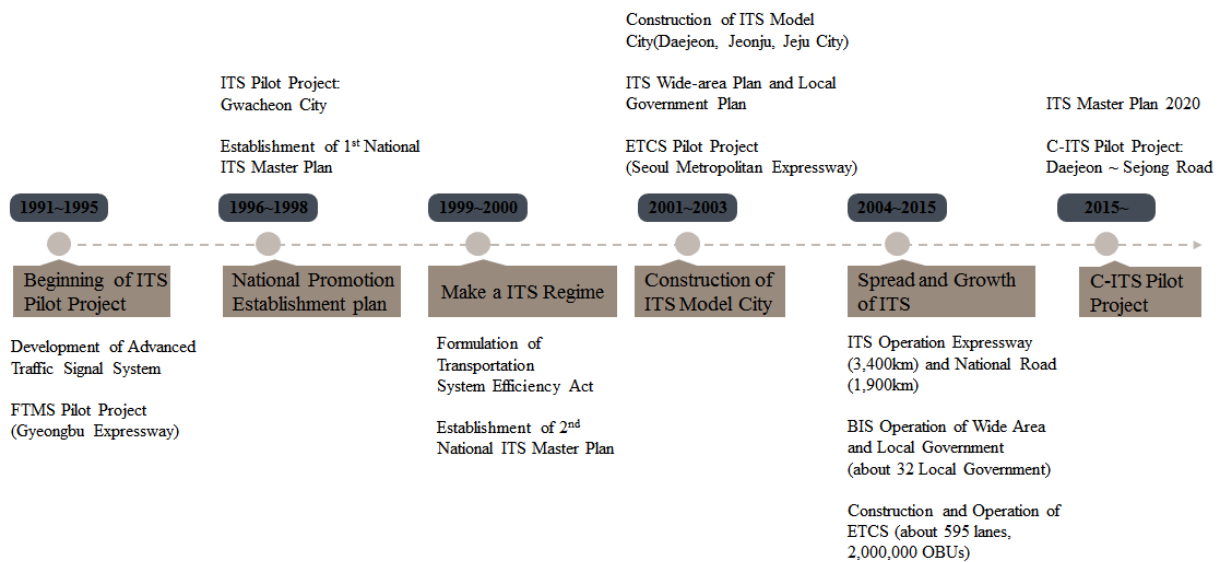 Construction of ITS Model
City(Daejeon, Jeonju, Jeju City)
ITS Pilot Project:
Gwacheon City
ITS Wide-area Plan and Local
Government Plan
ITS Master Plan 2020
Establishment of 1st National
ITS Master Plan
ETCS Pilot Project
(Seoul Metropolitan Expressway)
C-ITS Pilot Project:
Daejeon ~ Sejong Road
1991~1995
1996~1998
1999~2000
2001~2003
2004~2015
2015~
Beginning of ITS
Pilot Project
National Promotion
Establishment plan
Make a ITS Regime
Construction of
ITS Model City
Spread and Growth
of ITS
C-ITS Pilot
Project
Development of Advanced
Traffic Signal System
FTMS Pilot Project
(Gyeongbu Expressway)
Formulation of
Transportation
System Efficiency Act
Establishment of 2nd
National ITS Master Plan
ITS Operation Expressway
(3,400km) and National Road
(1,900km)
BIS Operation of Wide Area
and Local Government
(about 32 Local Government)
Construction and Operation of
ETCS (about 595 lanes,
2,000,000 OBUs)